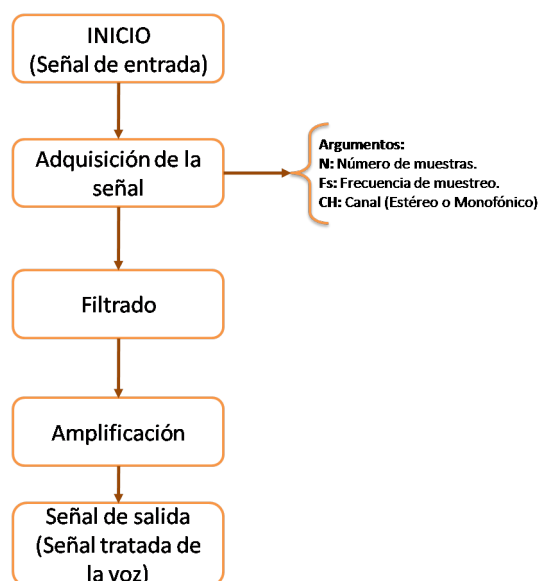 INICIO
(Señal de entrada)
Adquisición de la
señal
Argumentos:
N: Número de muestras.
Fs: Frecuencia de muestreo.
CH: Canal (Estéreo o Monofónico)
Filtrado
Amplificación
Señal de salida
(Señal tratada de
la voz)